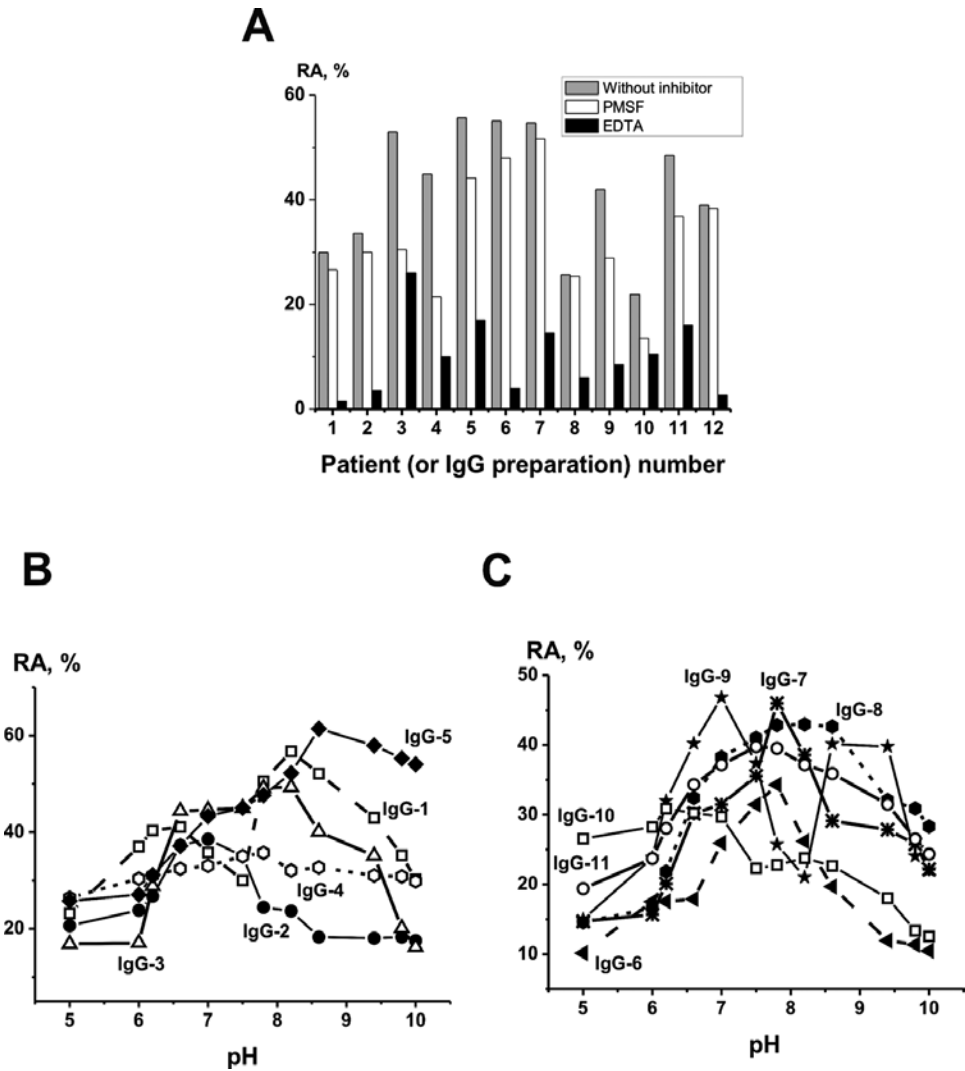 A
RA, %
Without inhibitor
PMSF
EDTA
60
40
20
0
1 2 3 4 5 6 7 8 9 10 11 12
Patient (or IgG preparation) number
B
RA, %
60
40
20
IgG-5
IgG-1
IgG-4
IgG-2
IgG-3
5 6 7 8 9 10
pH
C
RA, %
50
40
30
20
10
IgG-9
IgG-7
IgG-8
IgG-10
IgG-11
IgG-6
5 6 7 8 9 10
pH